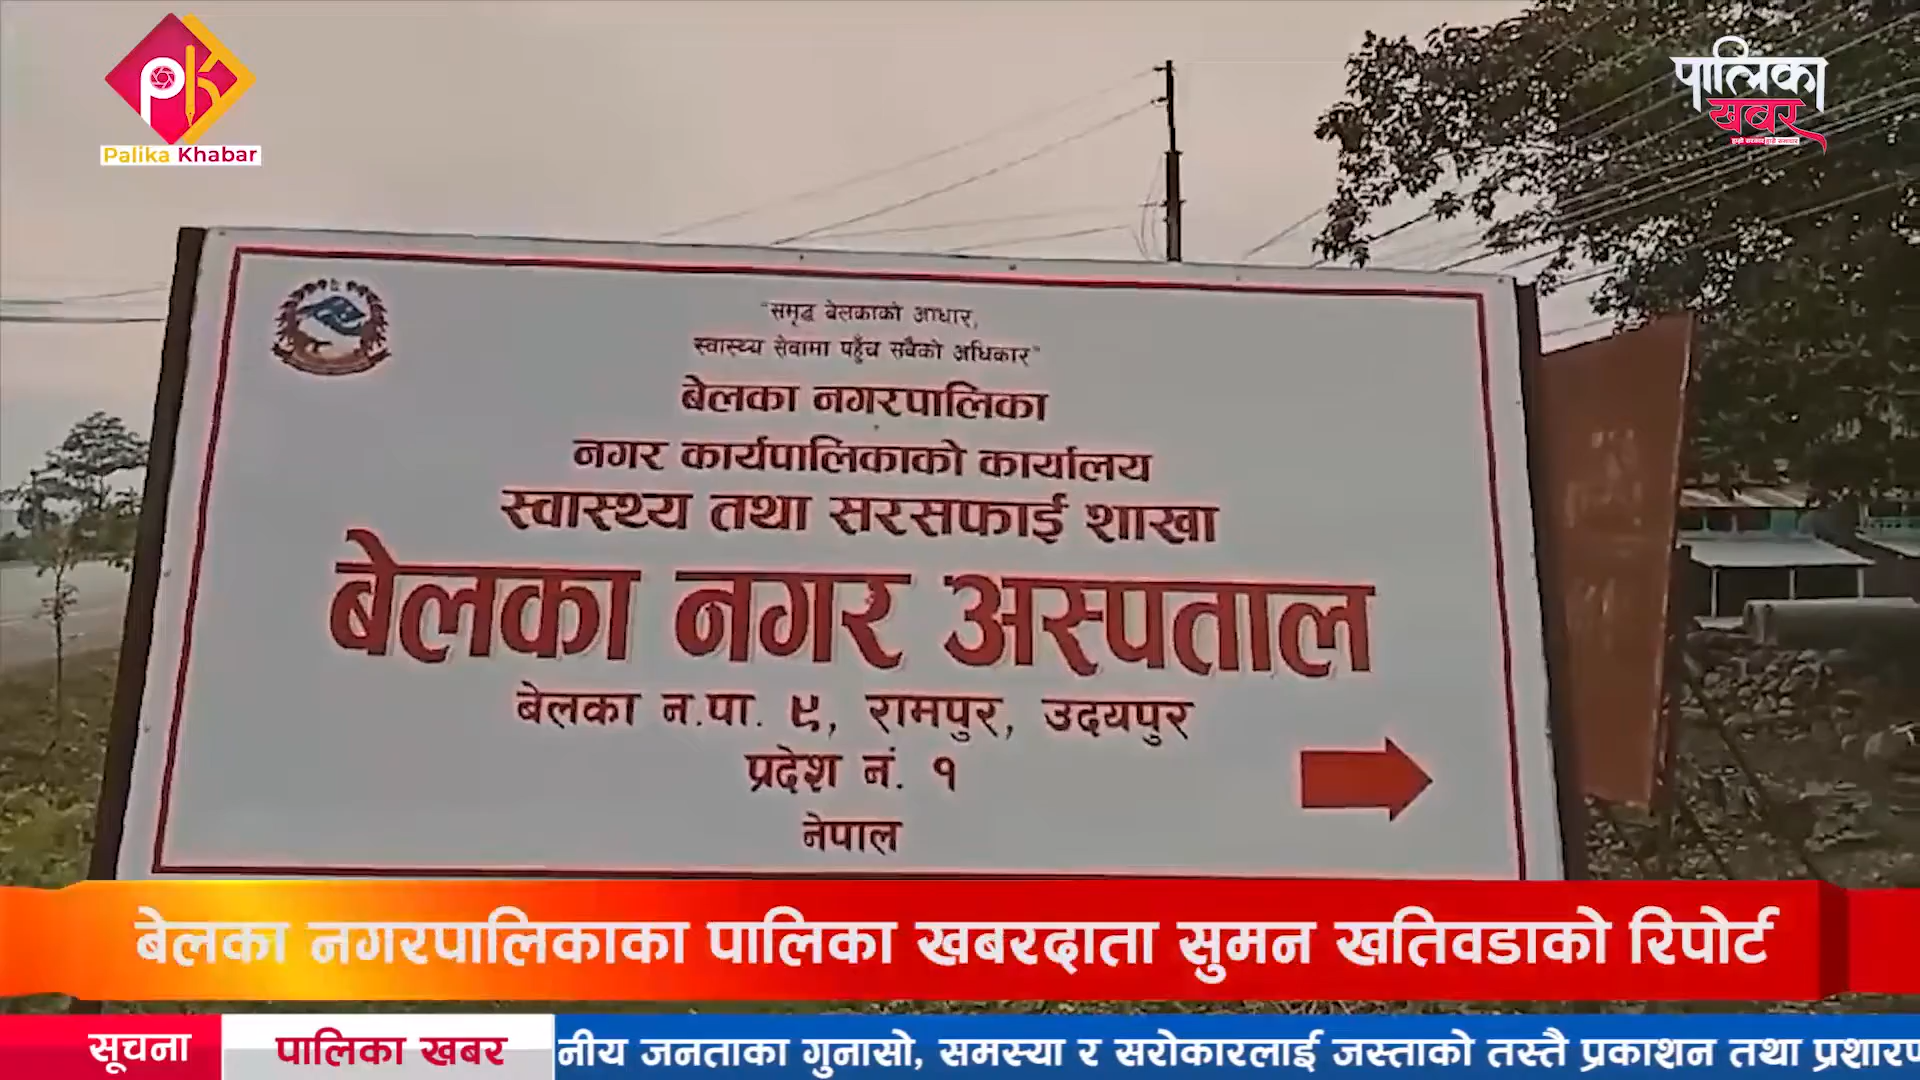 Palika Khabar
पालिका
खबर
"समृद्ध बेलकाको आधार,
स्वास्थ्य सेवामा पहुँच सबैको अधिकार"
बेलका नगरपालिका
नगर कार्यपालिकाको कार्यालय
स्वास्थ्य तथा सरसफाई शाखा
बेलका नगर अस्पताल
बेलका न.पा. ९, रामपुर, उदयपुर
प्रदेश नं. १
नेपाल
बेलका नगरपालिकाका पालिका खबरदाता सुमन खतिवडाको रिपोर्ट
सूचना
पालिका खबर
नीय जनताका गुनासो, समस्या र सरोकारलाई जस्ताको तस्तै प्रकाशन तथा प्रशारण